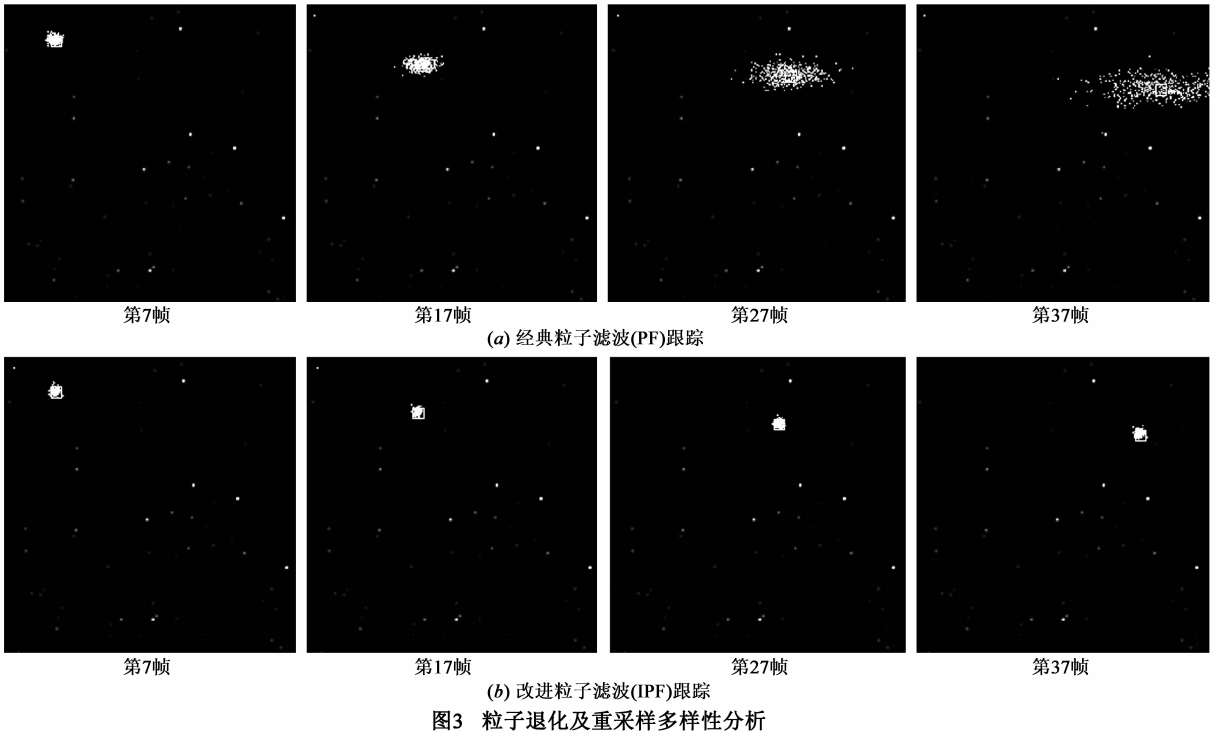 第7帧 第17帧 第27帧 第37帧
(a) 经典粒子滤波(PF)跟踪
第7帧 第17帧 第27帧 第37帧
(b) 改进粒子滤波(IPF)跟踪
图3 粒子退化及重采样多样性分析